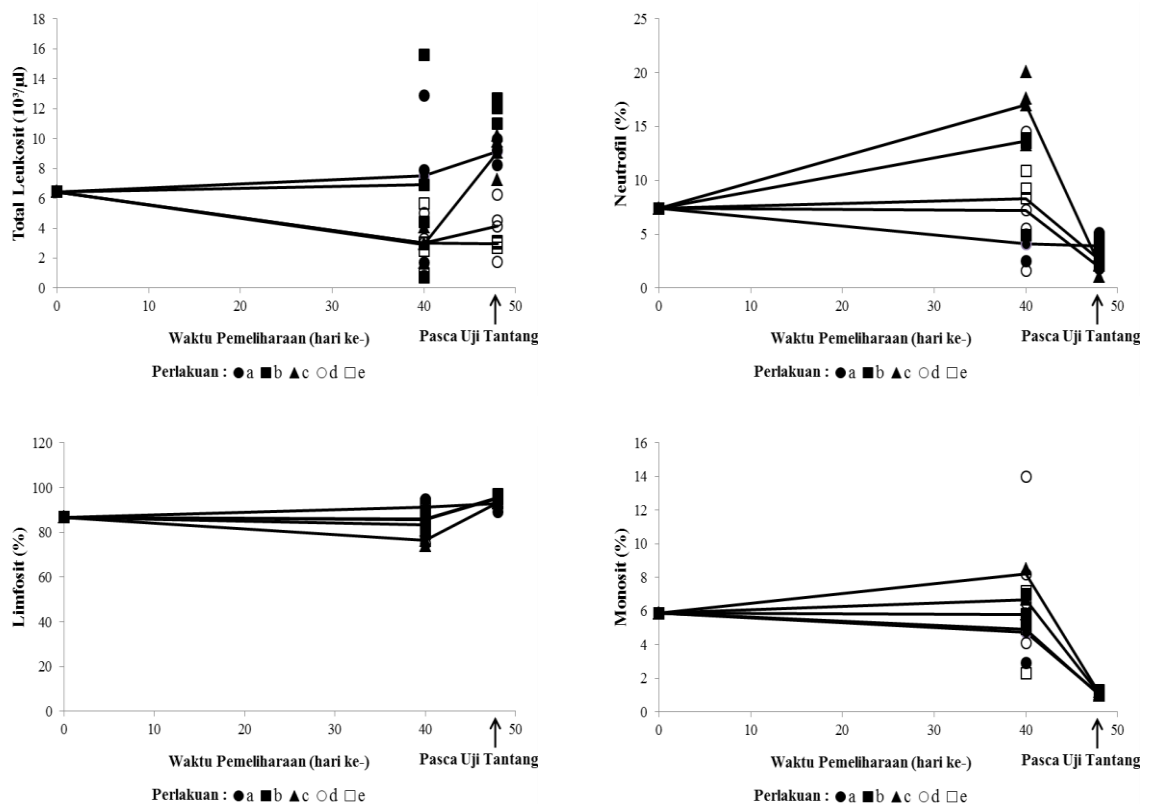 Total Leukosit (10³/µl)
18
16
14
12
10
8
6
4
2
0
0 10 20 30 40 50
Waktu Pemeliharaan (hari ke-) Pasca Uji Tantang
Perlakuan : ●a ■b ▲c ○d □e
Neutrofil (%)
25
20
15
10
5
0
0 10 20 30 40 50
Waktu Pemeliharaan (hari ke-) Pasca Uji Tantang
Perlakuan : ●a ■b ▲c ○d □e
Limfosit (%)
120
100
80
60
40
20
0
0 10 20 30 40 50
Waktu Pemeliharaan (hari ke-) Pasca Uji Tantang
Perlakuan : ●a ■b ▲c ○d □e
Monosit (%)
16
14
12
10
8
6
4
2
0
0 10 20 30 40 50
Waktu Pemeliharaan (hari ke-) Pasca Uji Tantang
Perlakuan : ●a ■b ▲c ○d □e